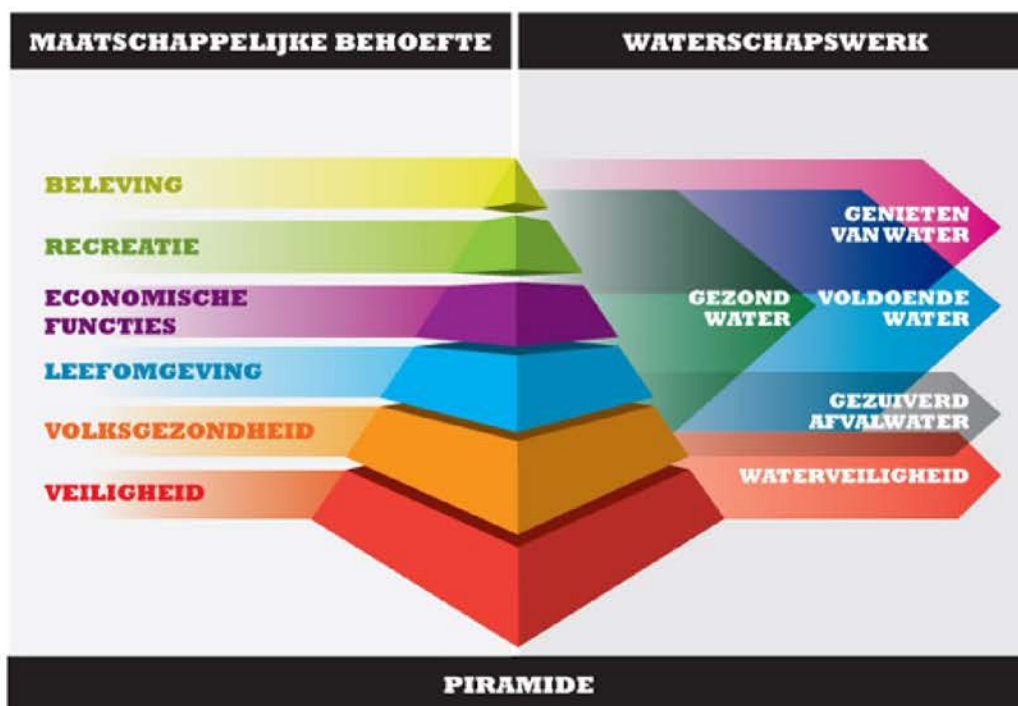 MAATSCHAPPELIJKE BEHOEFTE
WATERSCHAPSWERK
BELEVING
RECREATIE
ECONOMISCHE
FUNCTIES
LEEFOMGEVING
VOLKSGEZONDHEID
VEILIGHEID
GENIETEN
VAN WATER
GEZOND
WATER
VOLDOENDE
WATER
GEZUIVERD
AFVALWATER
WATERVEILIGHEID
PIRAMIDE